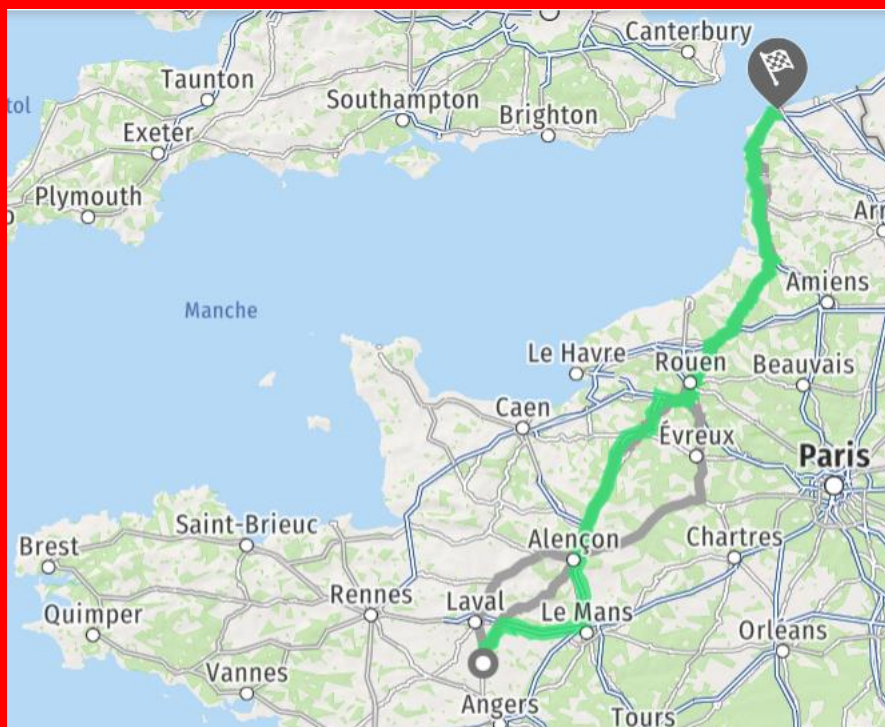 Canterbury
Taunton
tol
Southampton
Brighton
Exeter
Plymouth
Arr
Amiens
Manche
Le Havre
Rouen
Beauvais
Caen
Évreux
Paris
Saint-Brieuc
Alençon
Chartres
Brest
Rennes
Laval
Le Mans
Quimper
Orléans
Vannes
Angers
Tours